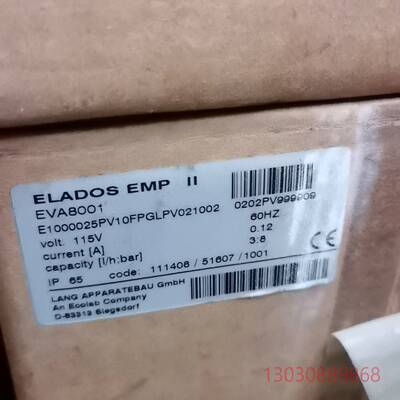 ELADOS EMP II
EVA8001
E1000025PV10FPGLPV021002 0202PV999909
volt. 115V 60HZ
current [A] 0.12
capacity [l/h:bar] 3:8
IP 65 code: 111408 / 51607 / 1001
LANG APPARATEBAU GmbH
An Ecolab Company
D-83313 Siegsdorf
CE